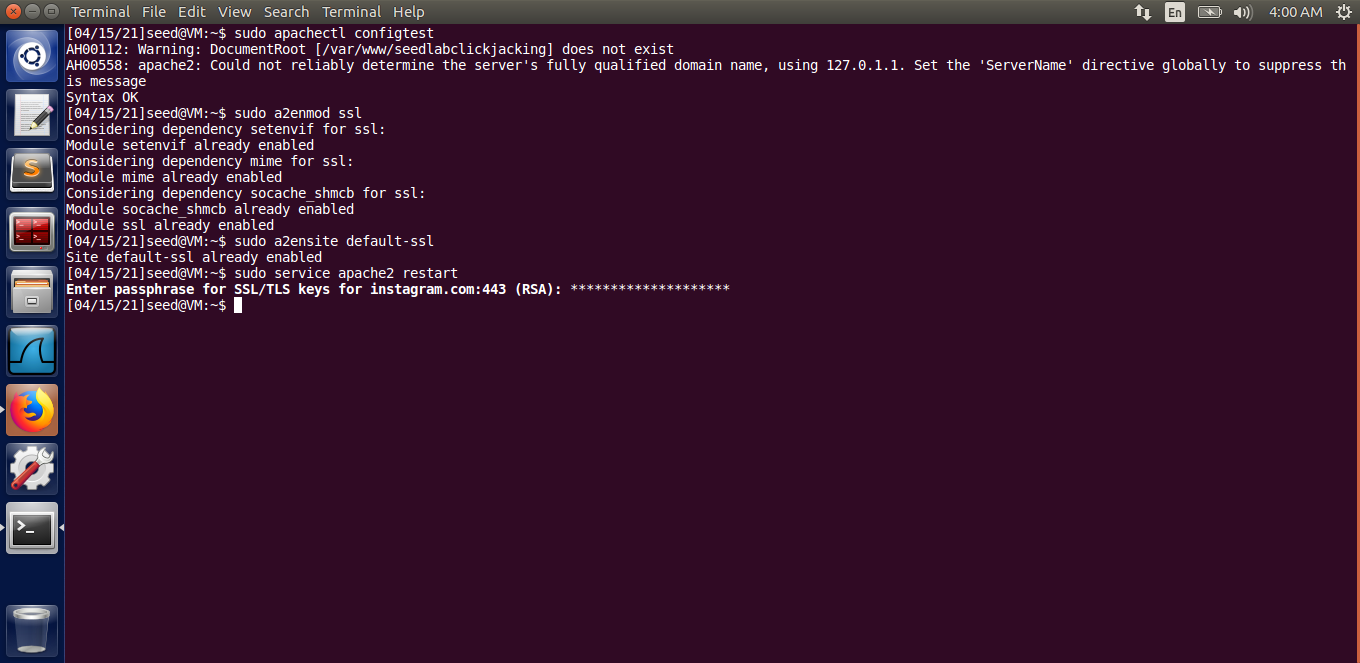 Terminal File Edit View Search Terminal Help En 4:00 AM
[04/15/21]seed@VM:~$ sudo apachectl configtest
AH00112: Warning: DocumentRoot [/var/www/seedlabclickjacking] does not exist
AH00558: apache2: Could not reliably determine the server's fully qualified domain name, using 127.0.1.1. Set the 'ServerName' directive globally to suppress th
is message
Syntax OK
[04/15/21]seed@VM:~$ sudo a2enmod ssl
Considering dependency setenvif for ssl:
Module setenvif already enabled
Considering dependency mime for ssl:
Module mime already enabled
Considering dependency socache_shmcb for ssl:
Module socache_shmcb already enabled
Module ssl already enabled
[04/15/21]seed@VM:~$ sudo a2ensite default-ssl
Site default-ssl already enabled
[04/15/21]seed@VM:~$ sudo service apache2 restart
Enter passphrase for SSL/TLS keys for instagram.com:443 (RSA): ********************
[04/15/21]seed@VM:~$